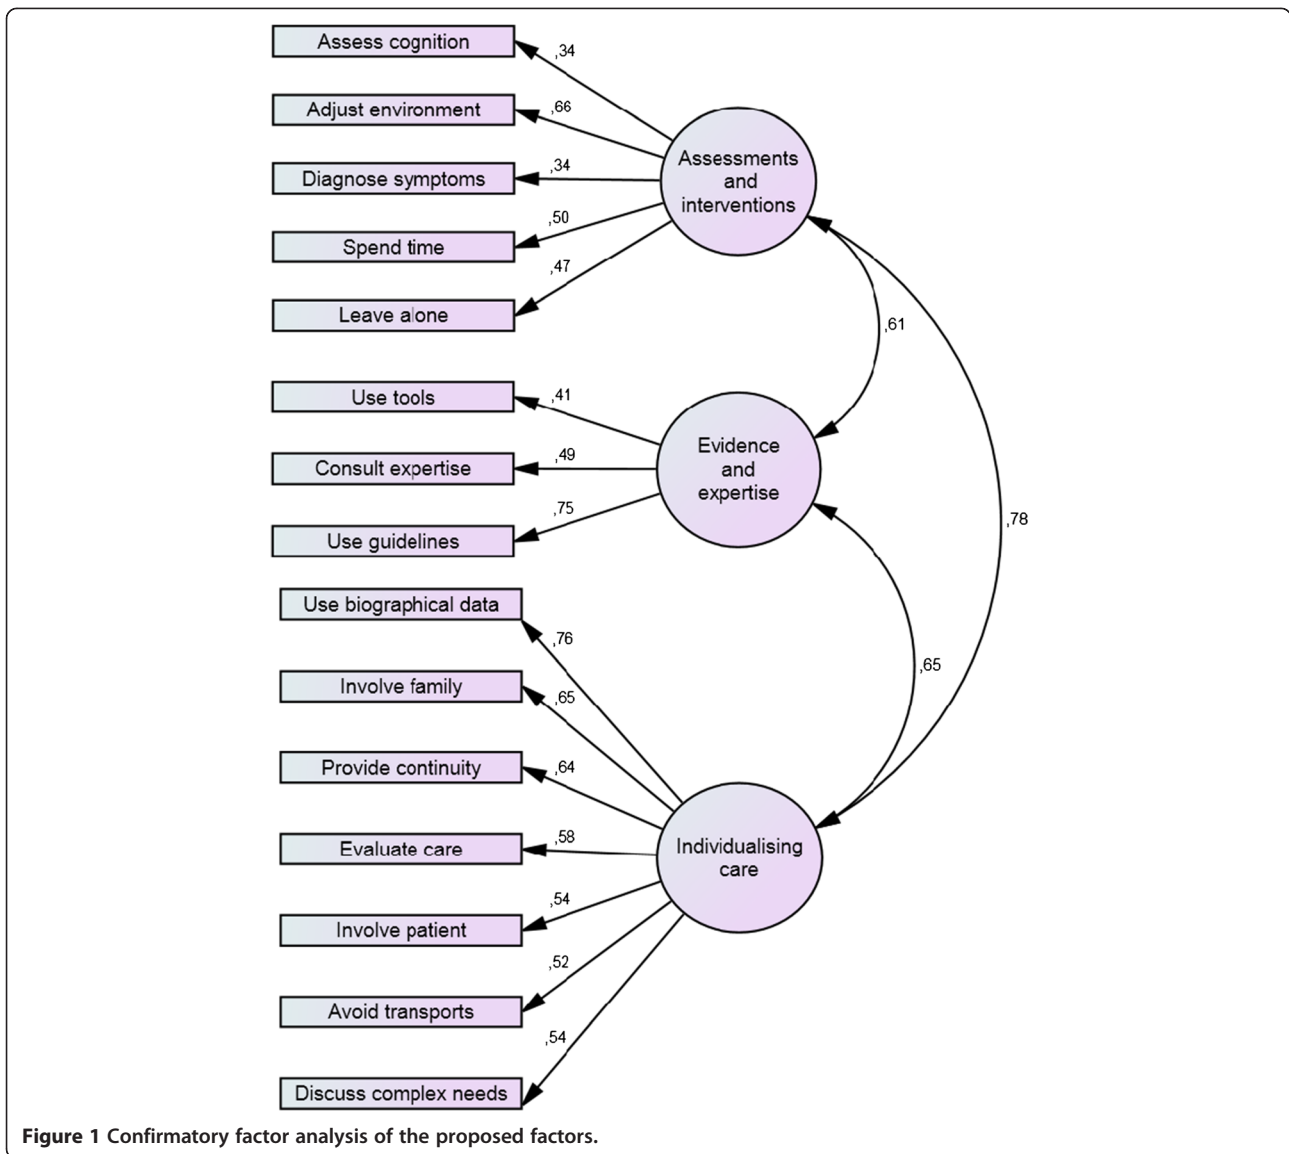 Assess cognition
,34
Adjust environment
,66
Diagnose symptoms
,34
Spend time
,50
Leave alone
,47
Assessments
and
interventions
,61
Use tools
,41
Consult expertise
,49
Use guidelines
,75
Evidence
and
expertise
,78
,65
Use biographical data
,76
Involve family
,65
Provide continuity
,64
Evaluate care
,58
Involve patient
,54
Avoid transports
,52
Discuss complex needs
,54
Individualising
care
Figure 1 Confirmatory factor analysis of the proposed factors.